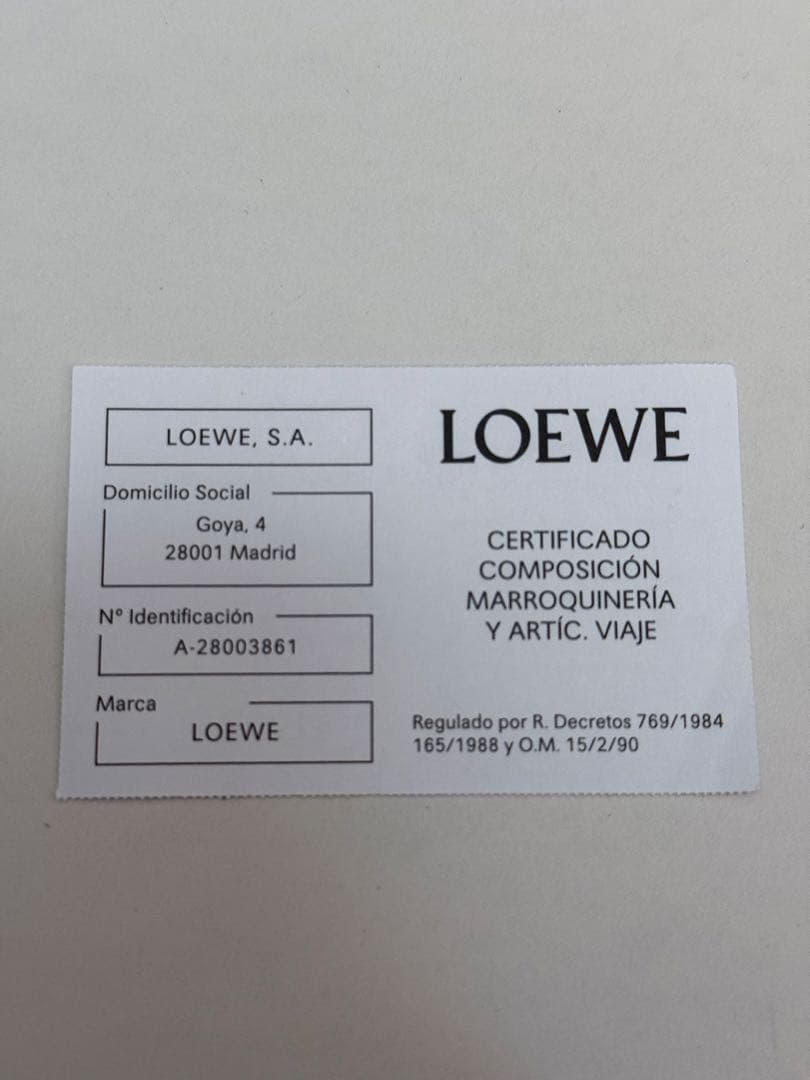 LOEWE, S.A.
Domicilio Social
Goya, 4
28001 Madrid
Nº Identificación
A-28003861
Marca
LOEWE
LOEWE
CERTIFICADO
COMPOSICIÓN
MARROQUINERÍA
Y ARTÍC. VIAJE
Regulado por R. Decretos 769/1984
165/1988 y O.M. 15/2/90